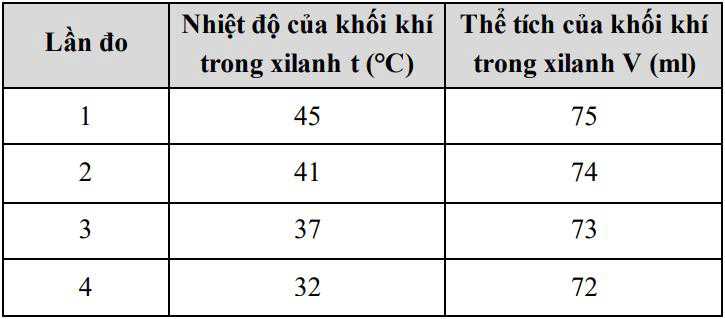 Lần đo
Nhiệt độ của khối khí
trong xilanh t (°C)
Thể tích của khối khí
trong xilanh V (ml)
1 45 75
2 41 74
3 37 73
4 32 72